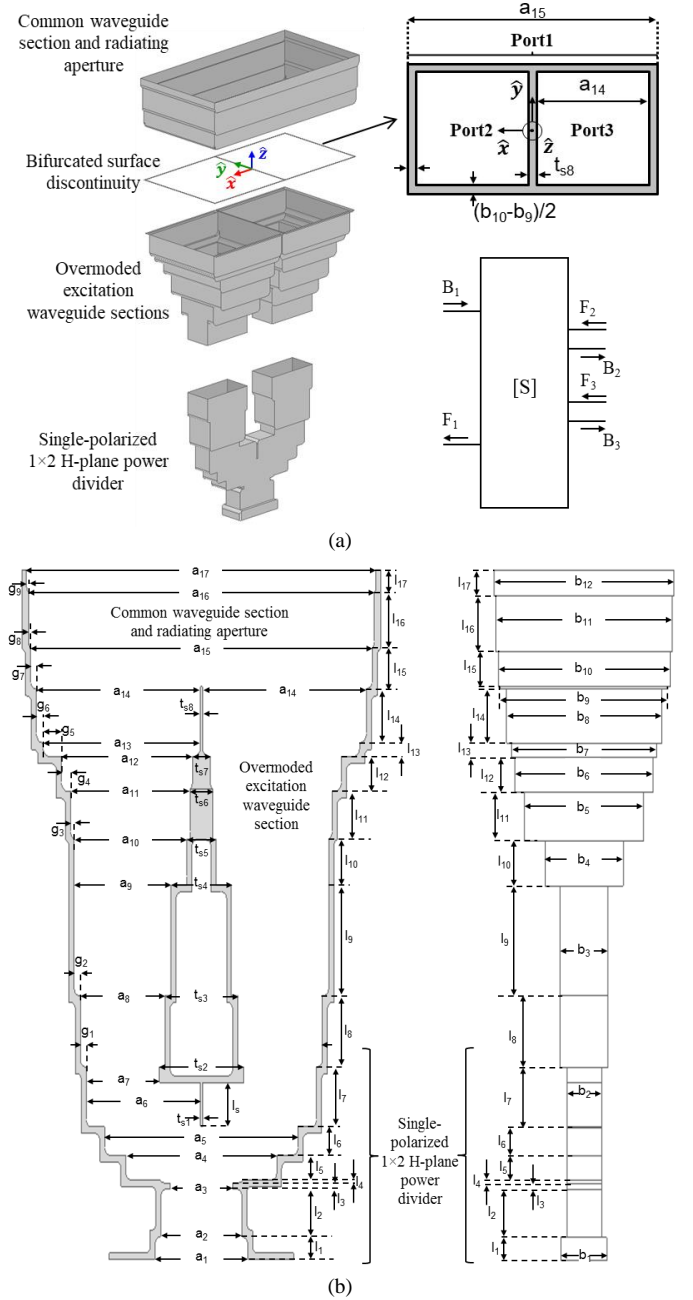 Common waveguide
section and radiating
aperture
Bifurcated surface
discontinuity
ŷ
ẑ
x̂
Overmoded
excitation
waveguide sections
Single-polarized
1×2 H-plane power
divider
a15
Port1
ŷ
a14
Port2
Port3
x̂
ẑ
ts8
(b10-b9)/2
B1
F2
B2
[S]
F3
F1
B3
(a)
a17
g9
a16
Common waveguide section
and radiating aperture
g8
a15
g7
a14
a14
g6
ts8
g5
a13
a12
ts7
g4
Overmoded
excitation
waveguide
section
a11
ts6
g3
a10
ts5
a9
ts4
g2
a8
ts3
g1
ts2
a7
a6
ls
ts1
a5
a4
a3
a2
a1
l17
l16
l15
l14
l13
l12
l11
l10
l9
l8
l7
l6
l5
l4
l3
l2
l1
Single-
polarized
1×2 H-plane
power
divider
l17
b12
l16
b11
l15
b10
b9
l14
b8
l13
b7
l12
b6
l11
b5
l10
b4
l9
b3
l8
l7
b2
l6
l5
l4
l3
l2
l1
b1
(b)